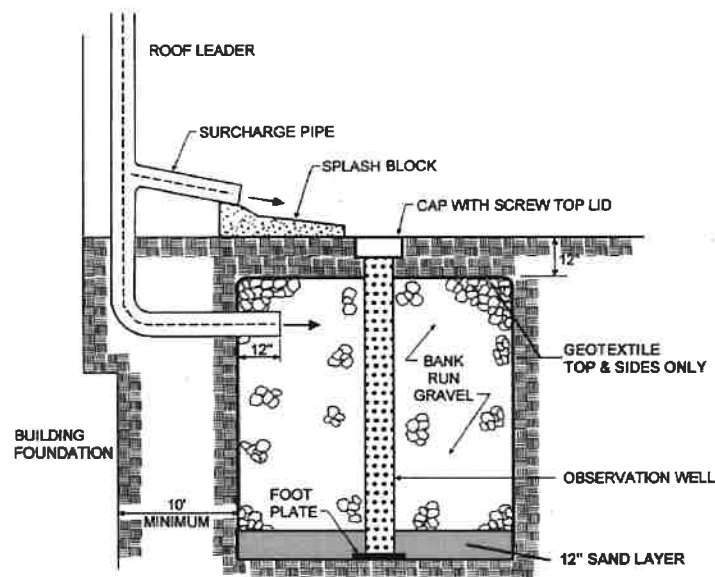 ROOF LEADER
SURCHARGE PIPE
SPLASH BLOCK
CAP WITH SCREW TOP LID
12"
12"
GEOTEXTILE
TOP & SIDES ONLY
BANK
RUN
GRAVEL
BUILDING
FOUNDATION
OBSERVATION WELL
10'
MINIMUM
FOOT
PLATE
12" SAND LAYER